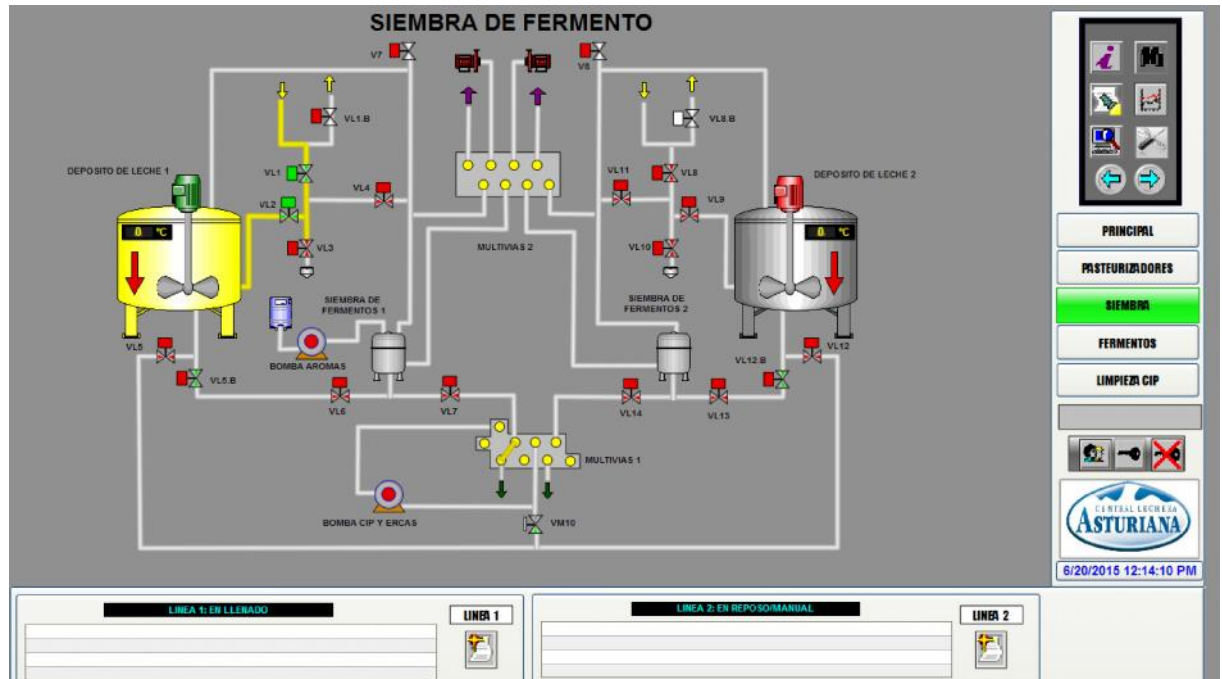 SIEMBRA DE FERMENTO
V7
V8
VL1.B
VL8.B
DEPOSITO DE LECHE 1
VL1
VL4
VL11
VL8
DEPOSITO DE LECHE 2
VL2
VL9
0 ºC
0 ºC
VL3
MULTIVIAS 2
VL10
SIEMBRA DE
FERMENTOS 1
SIEMBRA DE
FERMENTOS 2
VL5
BOMBA AROMAS
VL12.B
VL12
VL5.B
VL6
VL7
VL14
VL13
MULTIVIAS 1
BOMBA CIP Y ERCAS
VM10
PRINCIPAL
PASTEURIZADORES
SIEMBRA
FERMENTOS
LIMPIEZA CIP
CENTRAL LECHERA
ASTURIANA
6/20/2015 12:14:10 PM
LINEA 1: EN LLENADO
LINEA 1
LINEA 2: EN REPOSO/MANUAL
LINEA 2